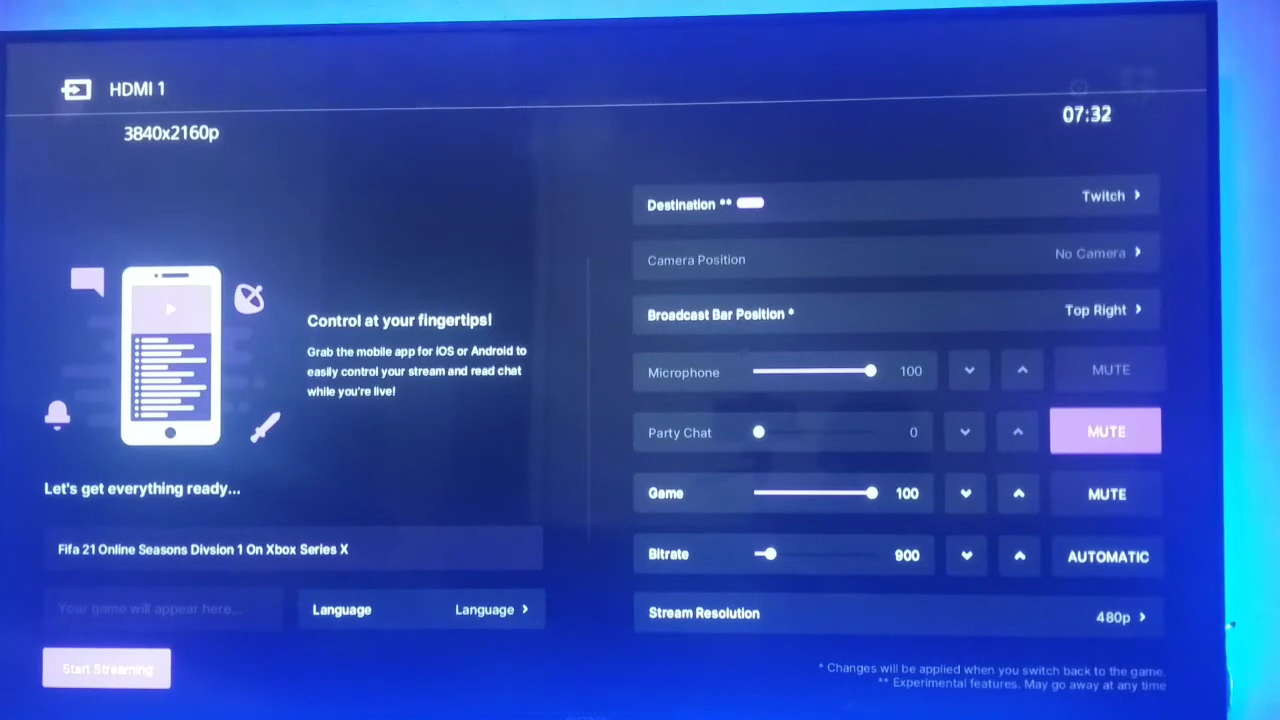 HDMI 1
3840x2160p
07:32
Control at your fingertips!
Grab the mobile app for iOS or Android to
easily control your stream and read chat
while you're live!
Let's get everything ready...
Fifa 21 Online Seasons Divsion 1 On Xbox Series X
Your game will appear here...
Language Language
Start Streaming
Destination ** Twitch
Camera Position No Camera
Broadcast Bar Position * Top Right
Microphone 100 MUTE
Party Chat 0 MUTE
Game 100 MUTE
Bitrate 900 AUTOMATIC
Stream Resolution 480p
* Changes will be applied when you switch back to the game.
** Experimental features. May go away at any time